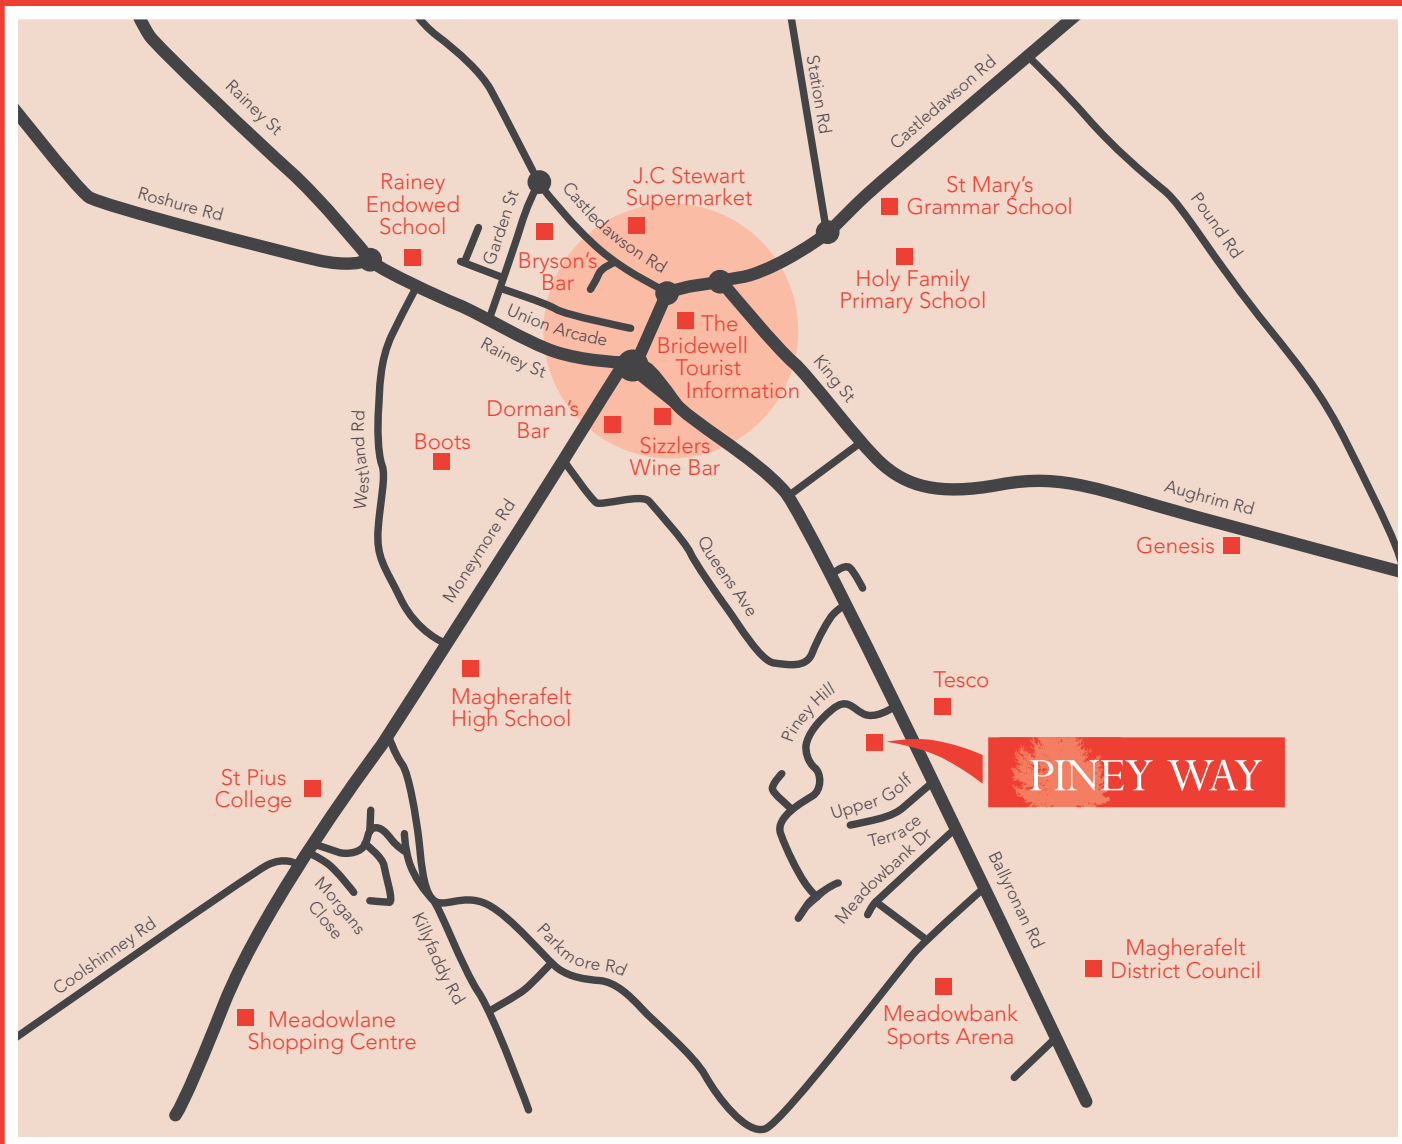 Station Rd
Castledawson Rd
Rainey St
Roshure Rd
Rainey
Endowed
School
Garden St
Castledawson Rd
J.C Stewart
Supermarket
St Mary's
Grammar School
Pound Rd
Bryson's
Bar
Holy Family
Primary School
Union Arcade
Rainey St
The
Bridewell
Tourist
Information
King St
Dorman's
Bar
Sizzlers
Wine Bar
Westland Rd
Boots
Aughrim Rd
Genesis
Moneymore Rd
Queens Ave
Magherafelt
High School
Piney Hill
Tesco
PINEY WAY
St Pius
College
Upper Golf
Terrace
Meadowbank Dr
Ballyronan Rd
Morgans
Close
Killyfaddy Rd
Coolshinney Rd
Parkmore Rd
Magherafelt
District Council
Meadowbank
Sports Arena
Meadowlane
Shopping Centre